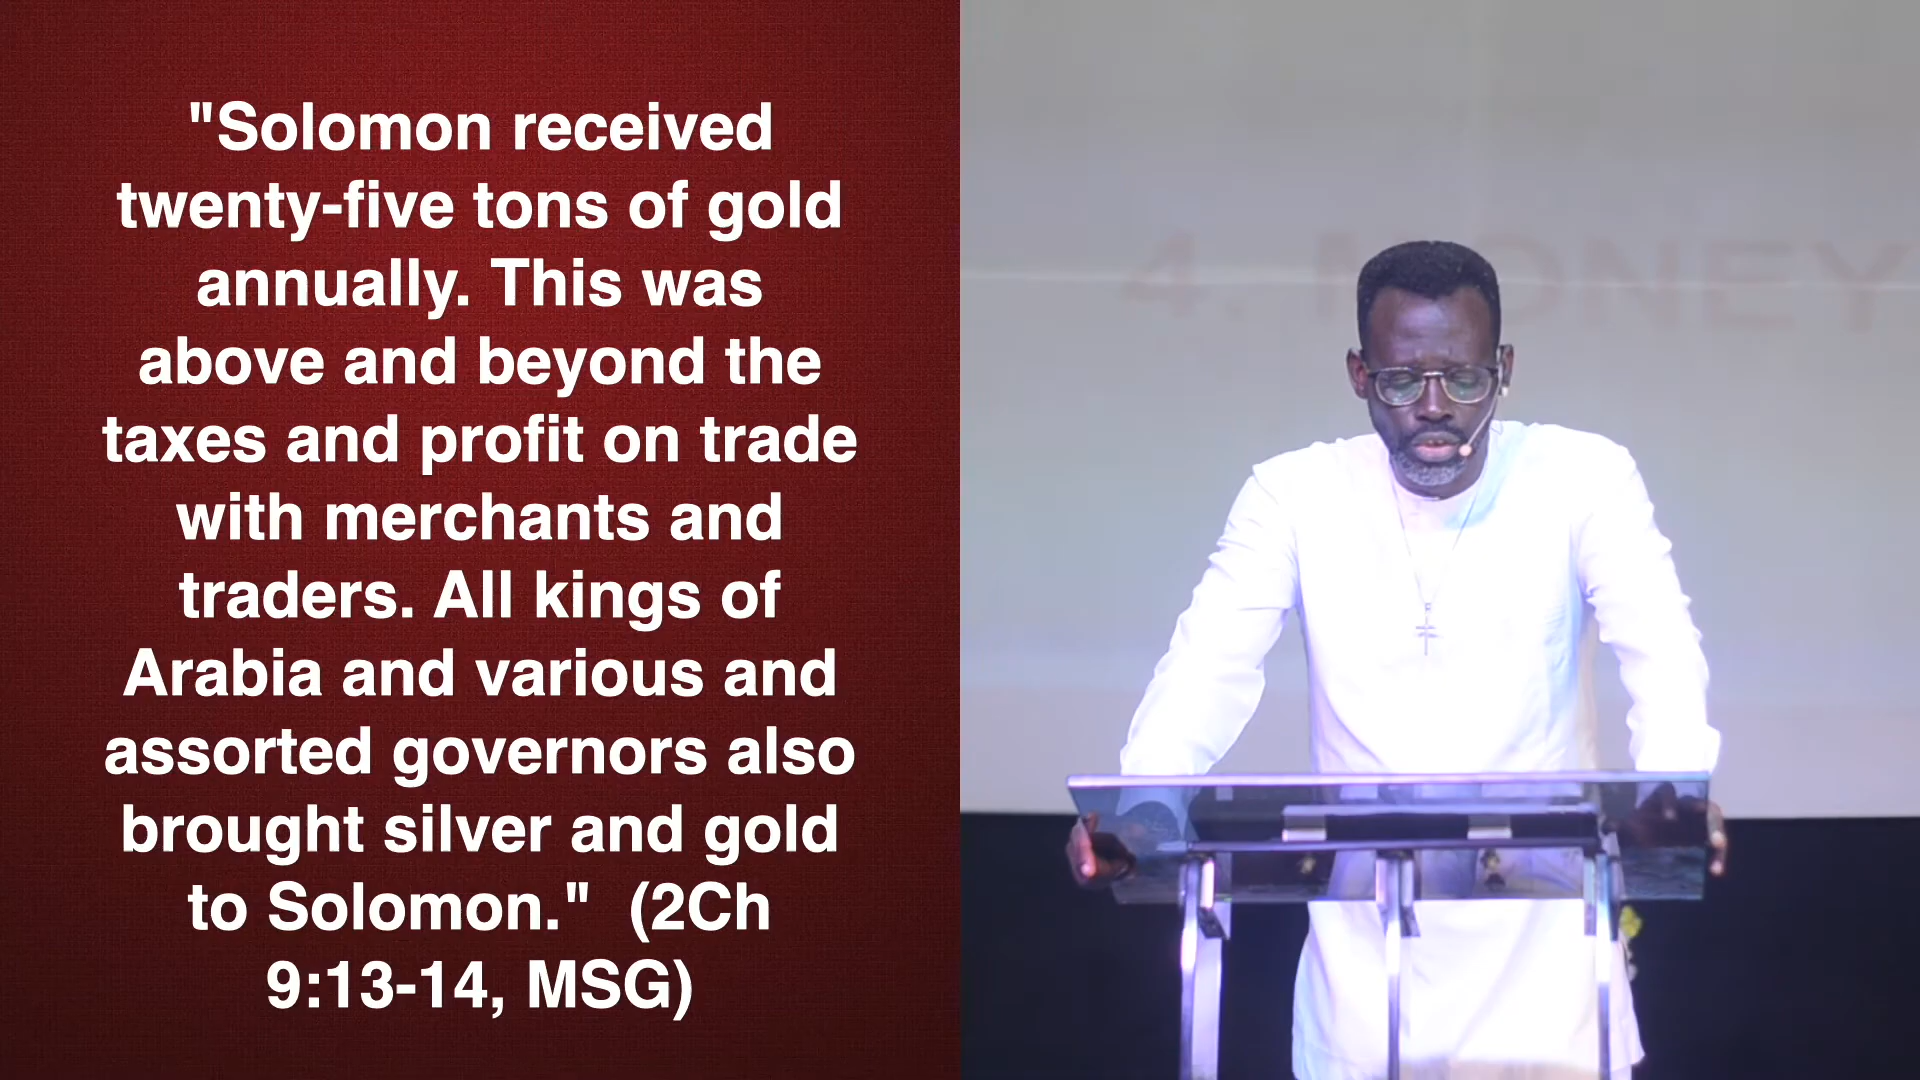 "Solomon received
twenty-five tons of gold
annually. This was
above and beyond the
taxes and profit on trade
with merchants and
traders. All kings of
Arabia and various and
assorted governors also
brought silver and gold
to Solomon."  (2Ch
9:13-14, MSG)
4. MONEY